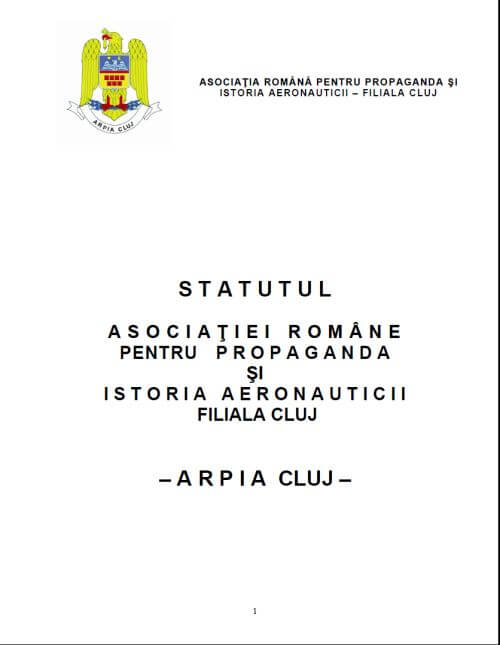 ARPIA CLUJ
ASOCIAŢIA ROMÂNĂ PENTRU PROPAGANDA ŞI
ISTORIA AERONAUTICII – FILIALA CLUJ
STATUTUL
ASOCIAŢIEI ROMÂNE
PENTRU PROPAGANDA
ŞI
ISTORIA AERONAUTICII
FILIALA CLUJ
– ARPIA CLUJ –
1